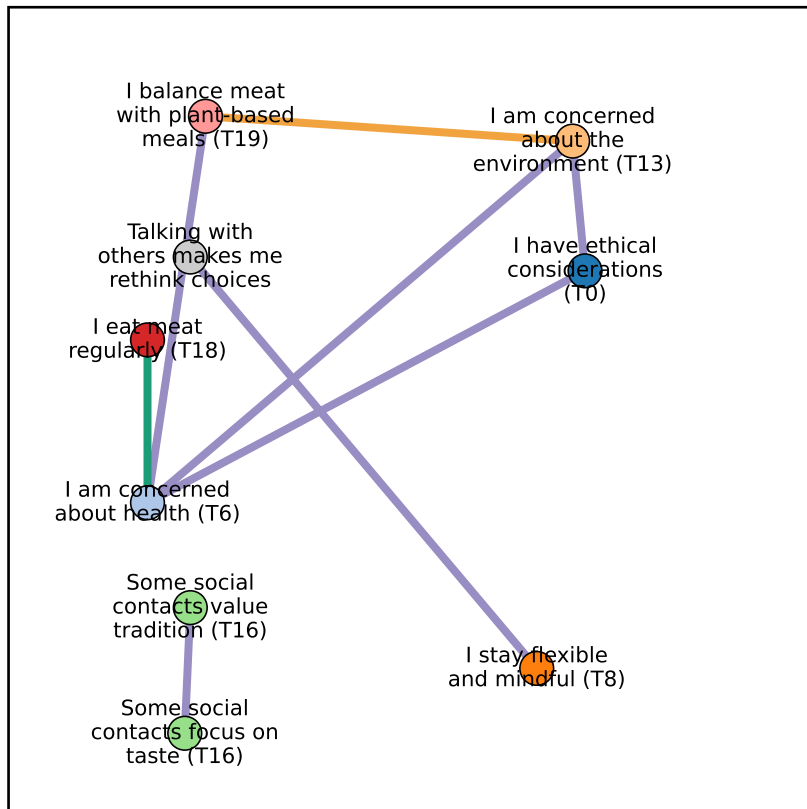 I balance meat
with plant-based
meals (T19)
I am concerned
about the
environment (T13)
Talking with
others makes me
rethink choices
I have ethical
considerations
(T0)
I eat meat
regularly (T18)
I am concerned
about health (T6)
Some social
contacts value
tradition (T16)
I stay flexible
and mindful (T8)
Some social
contacts focus on
taste (T16)